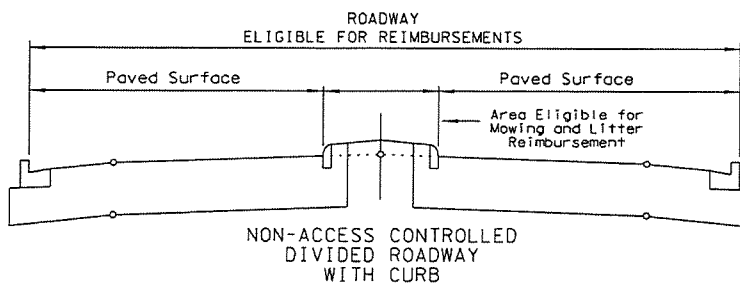 ROADWAY
ELIGIBLE FOR REIMBURSEMENTS
Paved Surface
Paved Surface
Area Eligible for
Mowing and Litter
Reimbursement
NON-ACCESS CONTROLLED
DIVIDED ROADWAY
WITH CURB